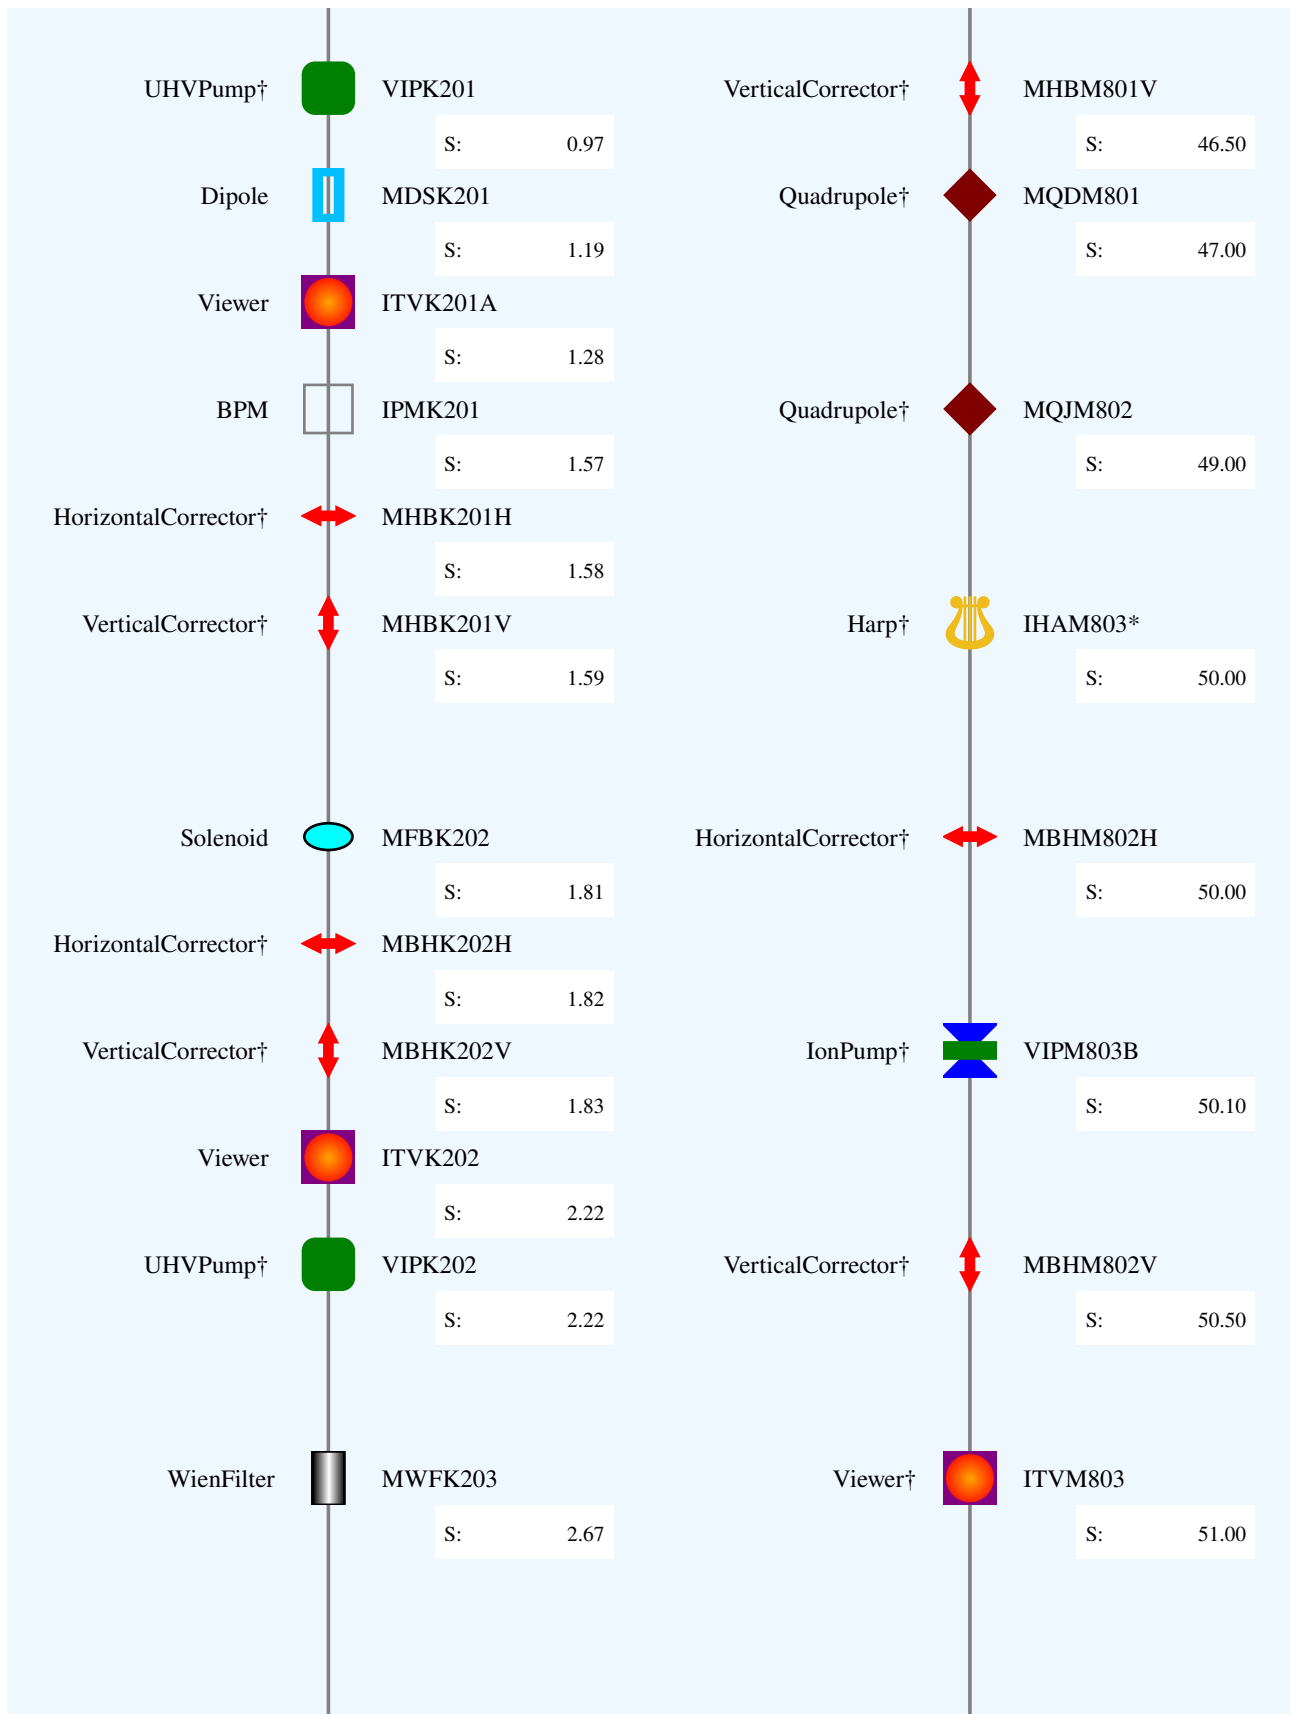 UHVPump† VIPK201
S: 0.97
Dipole MDSK201
S: 1.19
Viewer ITVK201A
S: 1.28
BPM IPMK201
S: 1.57
HorizontalCorrector† MHBK201H
S: 1.58
VerticalCorrector† MHBK201V
S: 1.59
Solenoid MFBK202
S: 1.81
HorizontalCorrector† MBHK202H
S: 1.82
VerticalCorrector† MBHK202V
S: 1.83
Viewer ITVK202
S: 2.22
UHVPump† VIPK202
S: 2.22
WienFilter MWFK203
S: 2.67
VerticalCorrector† MHBM801V
S: 46.50
Quadrupole† MQDM801
S: 47.00
Quadrupole† MQJM802
S: 49.00
Harp† IHAM803*
S: 50.00
HorizontalCorrector† MBHM802H
S: 50.00
IonPump† VIPM803B
S: 50.10
VerticalCorrector† MBHM802V
S: 50.50
Viewer† ITVM803
S: 51.00